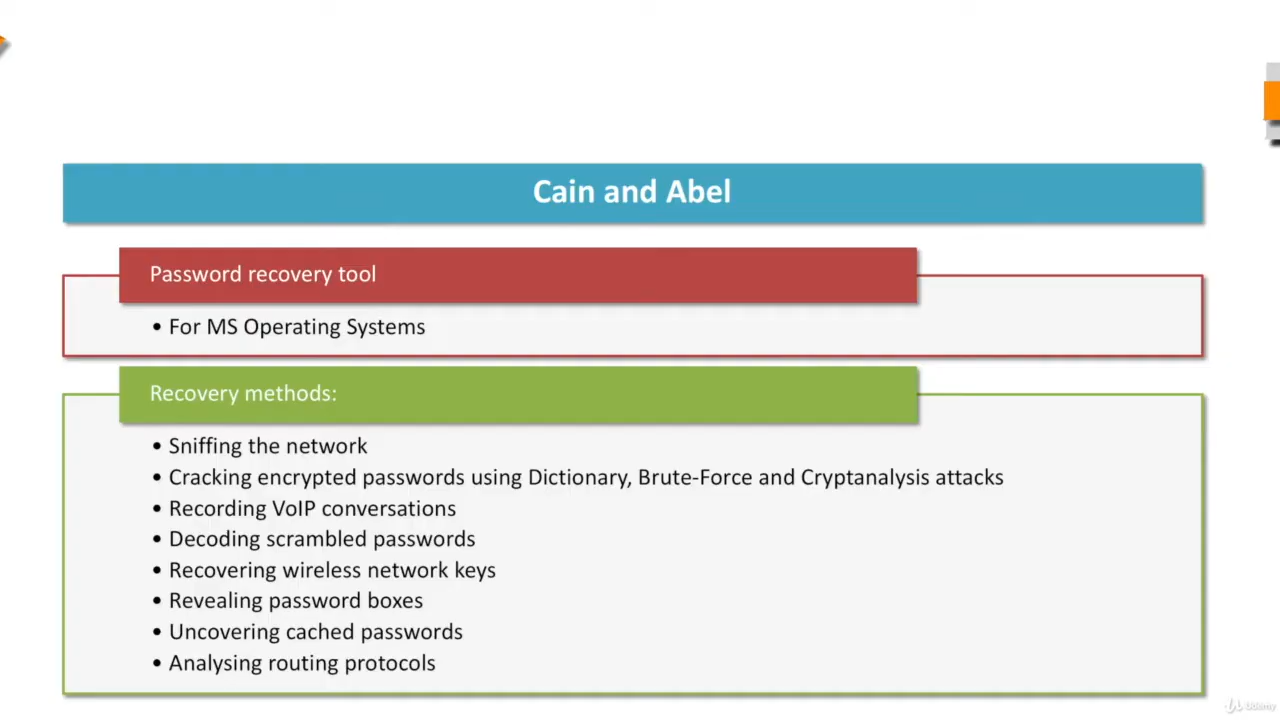 Cain and Abel
Password recovery tool
• For MS Operating Systems
Recovery methods:
• Sniffing the network
• Cracking encrypted passwords using Dictionary, Brute-Force and Cryptanalysis attacks
• Recording VoIP conversations
• Decoding scrambled passwords
• Recovering wireless network keys
• Revealing password boxes
• Uncovering cached passwords
• Analysing routing protocols
Udemy